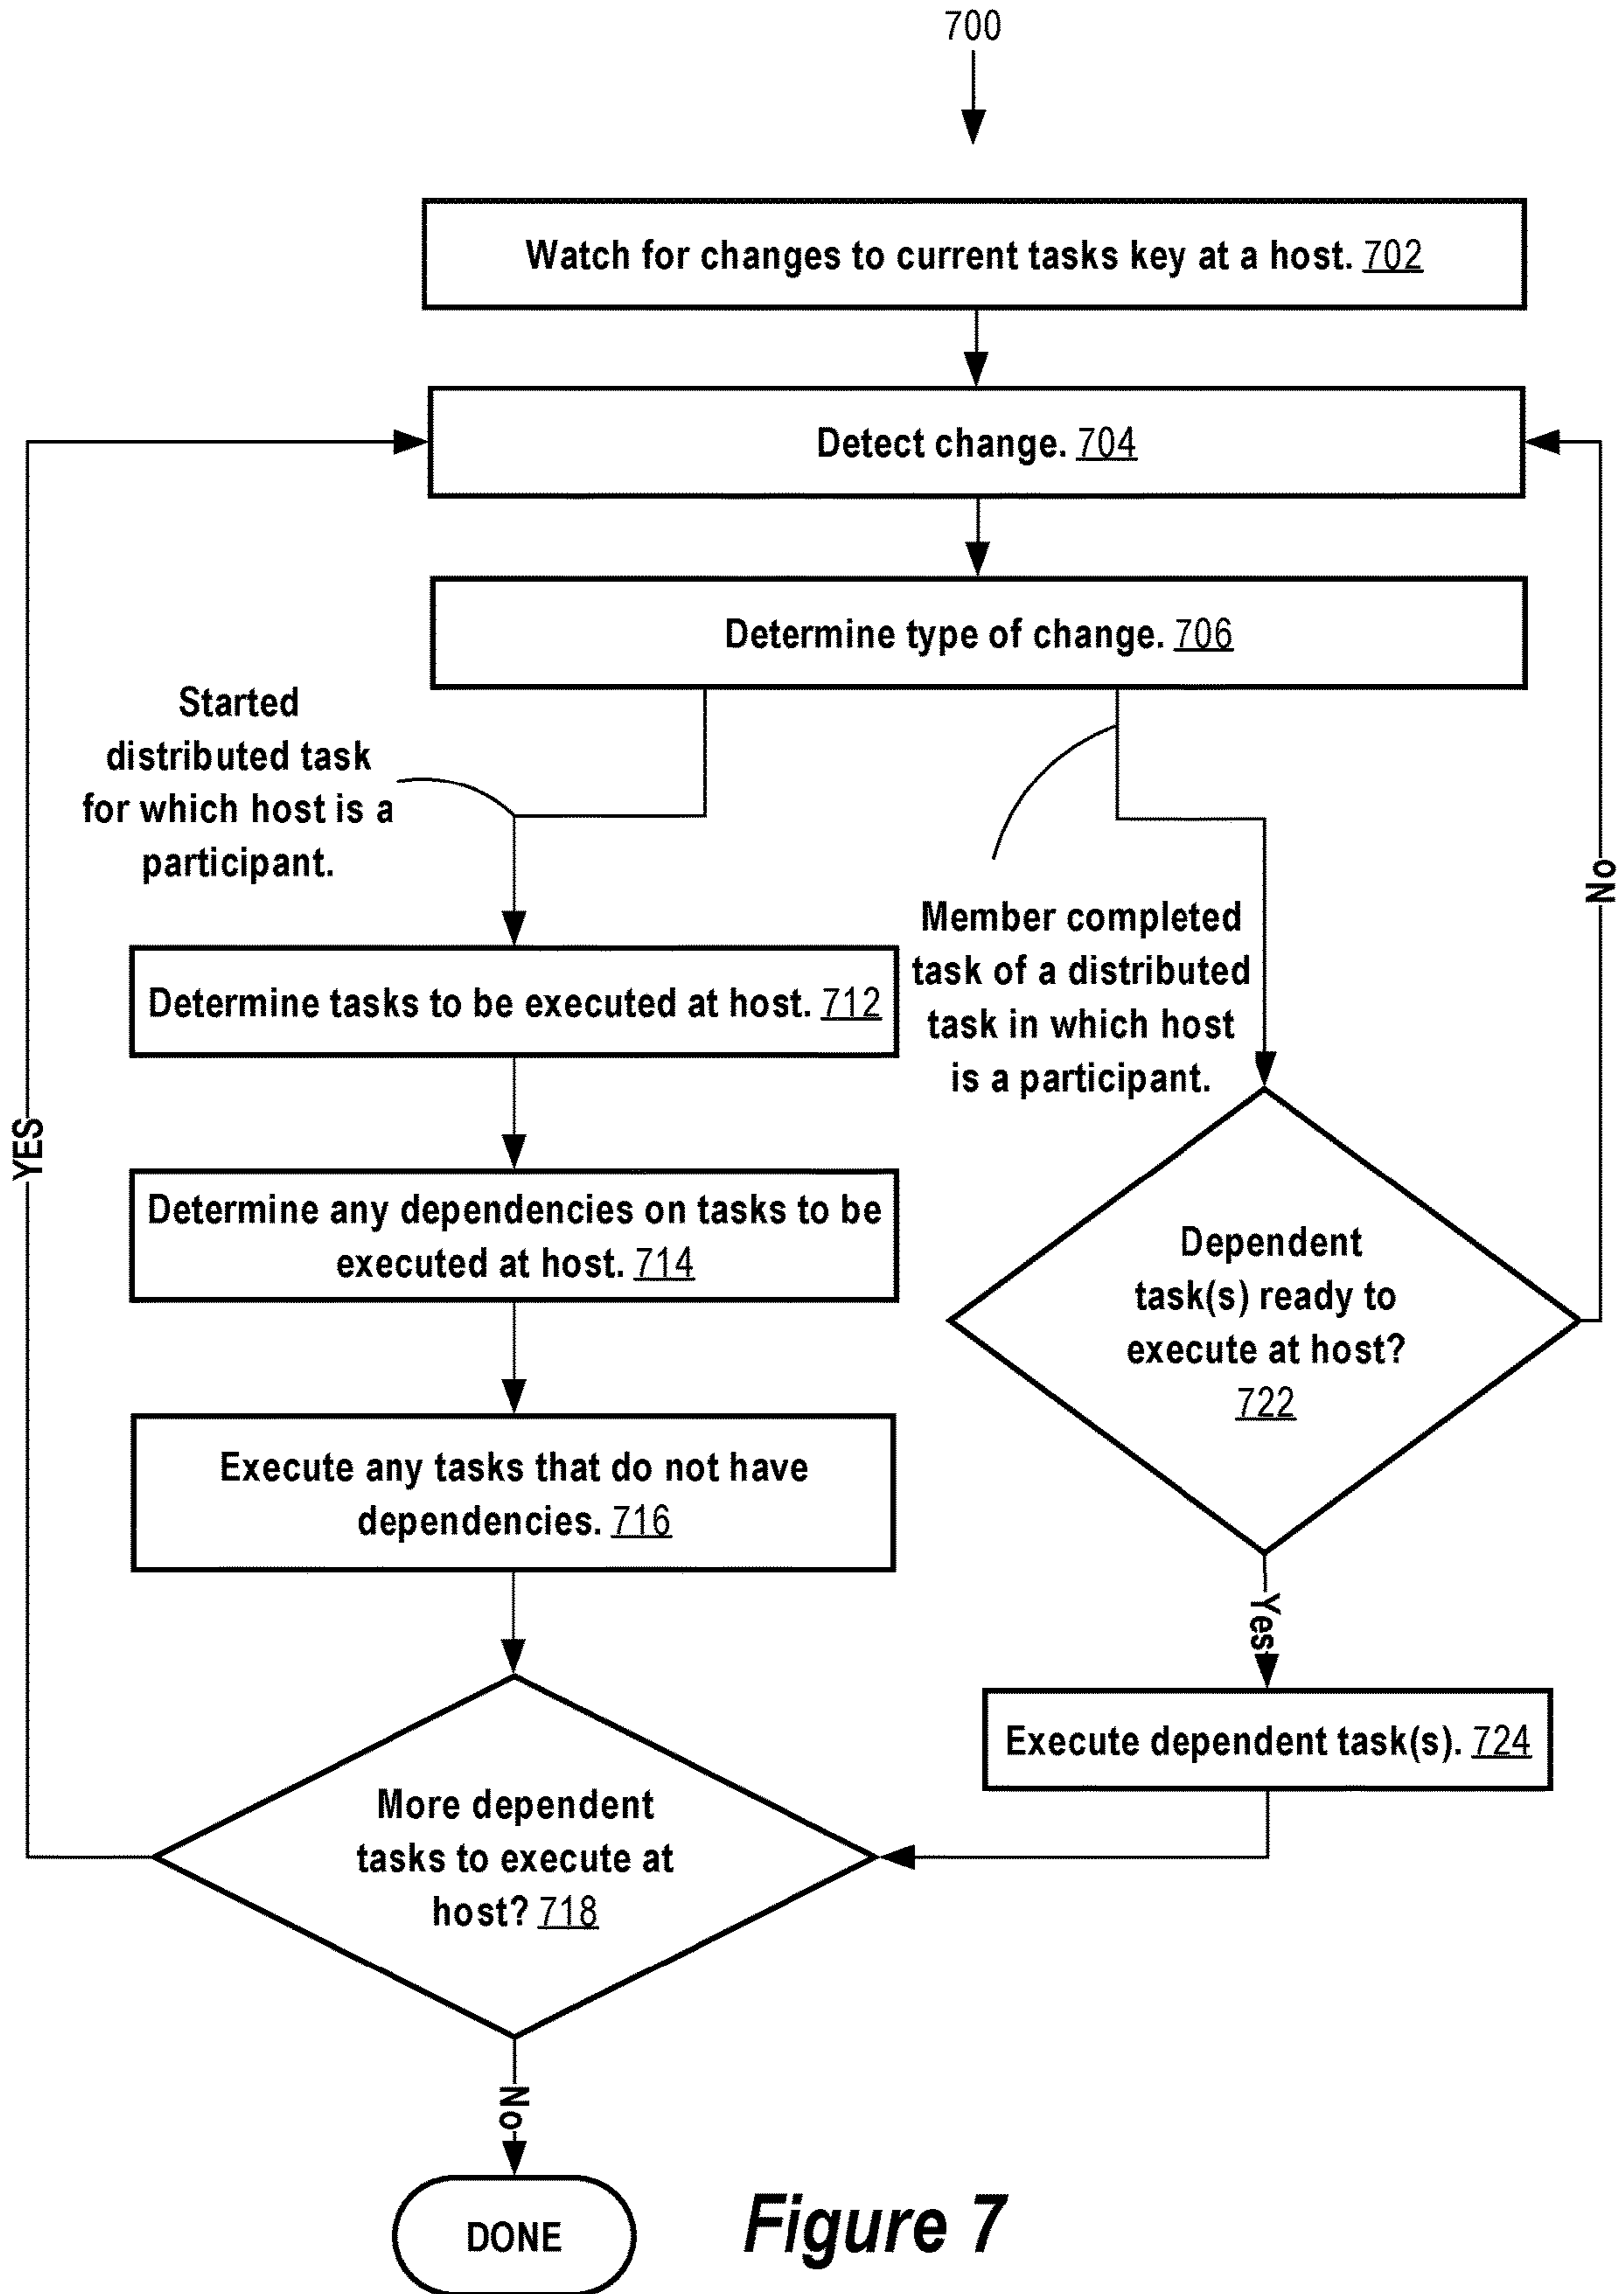 700
Watch for changes to current tasks key at a host. 702
Detect change. 704
Determine type of change. 706
Started
distributed task
for which host is a
participant.
Member completed
task of a distributed
task in which host
is a participant.
No
YES
Determine tasks to be executed at host. 712
Determine any dependencies on tasks to be
executed at host. 714
Execute any tasks that do not have
dependencies. 716
Dependent
task(s) ready to
execute at host?
722
Yes
Execute dependent task(s). 724
More dependent
tasks to execute at
host? 718
No
DONE
Figure 7